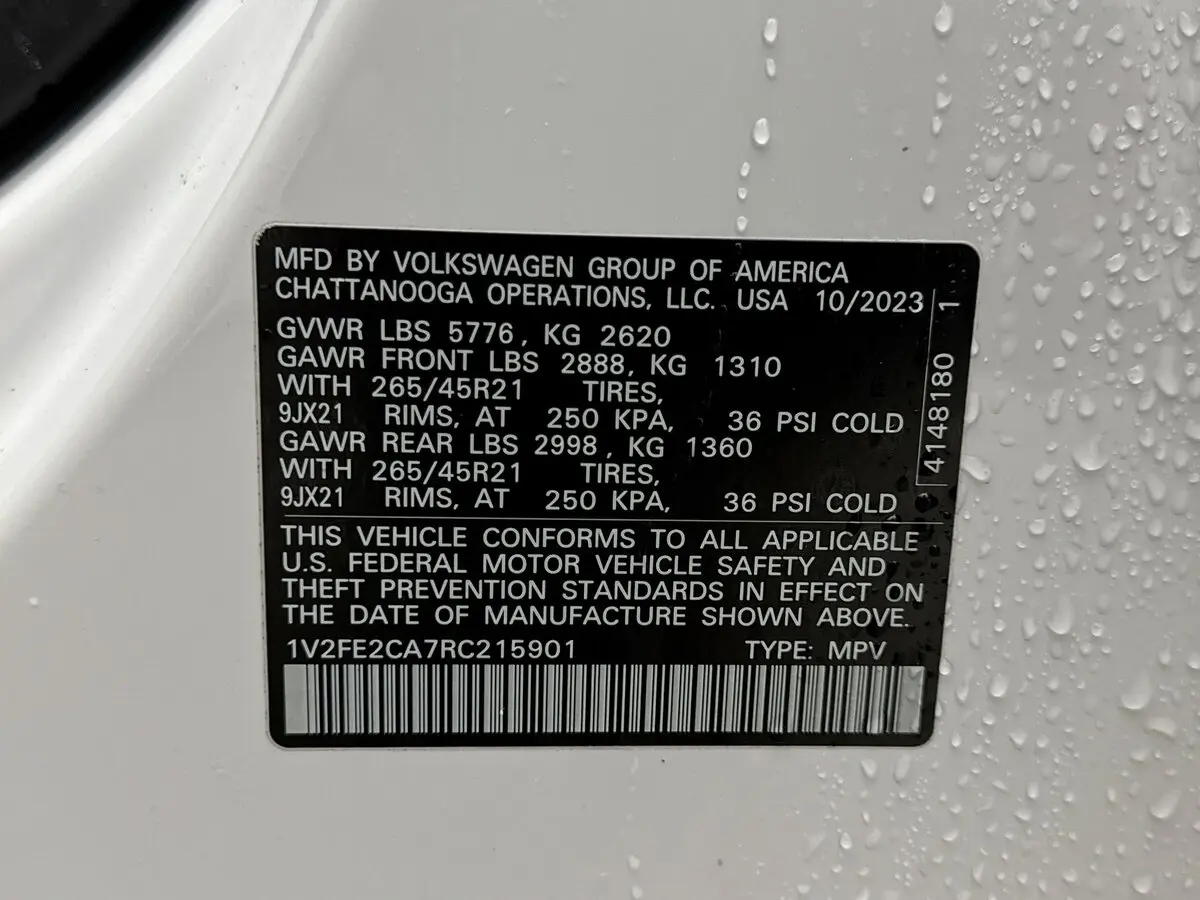 MFD BY VOLKSWAGEN GROUP OF AMERICA
CHATTANOOGA OPERATIONS, LLC. USA 10/2023
GVWR LBS 5776, KG 2620
GAWR FRONT LBS 2888, KG 1310
WITH 265/45R21 TIRES,
9JX21 RIMS, AT 250 KPA, 36 PSI COLD
GAWR REAR LBS 2998, KG 1360
WITH 265/45R21 TIRES,
9JX21 RIMS, AT 250 KPA, 36 PSI COLD
4148180 1
THIS VEHICLE CONFORMS TO ALL APPLICABLE
U.S. FEDERAL MOTOR VEHICLE SAFETY AND
THEFT PREVENTION STANDARDS IN EFFECT ON
THE DATE OF MANUFACTURE SHOWN ABOVE.
1V2FE2CA7RC215901 TYPE: MPV